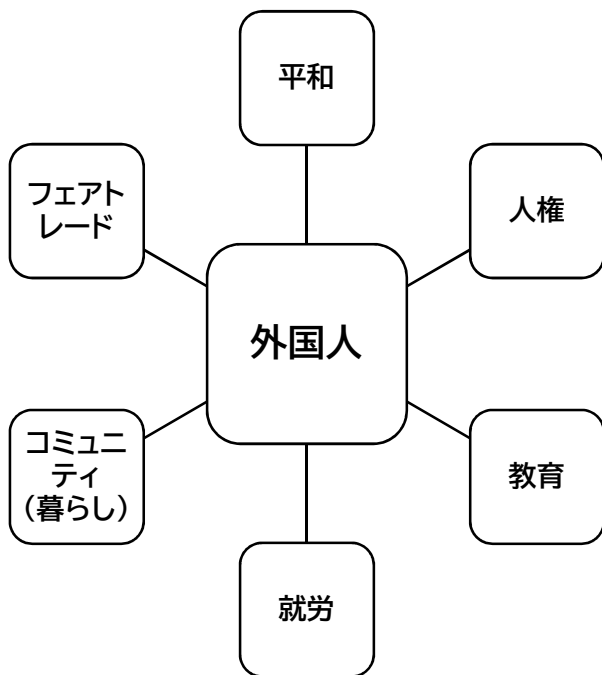 平和
フェアト
レード
人権
外国人
コミュニ
ティ
（暮らし）
教育
就労